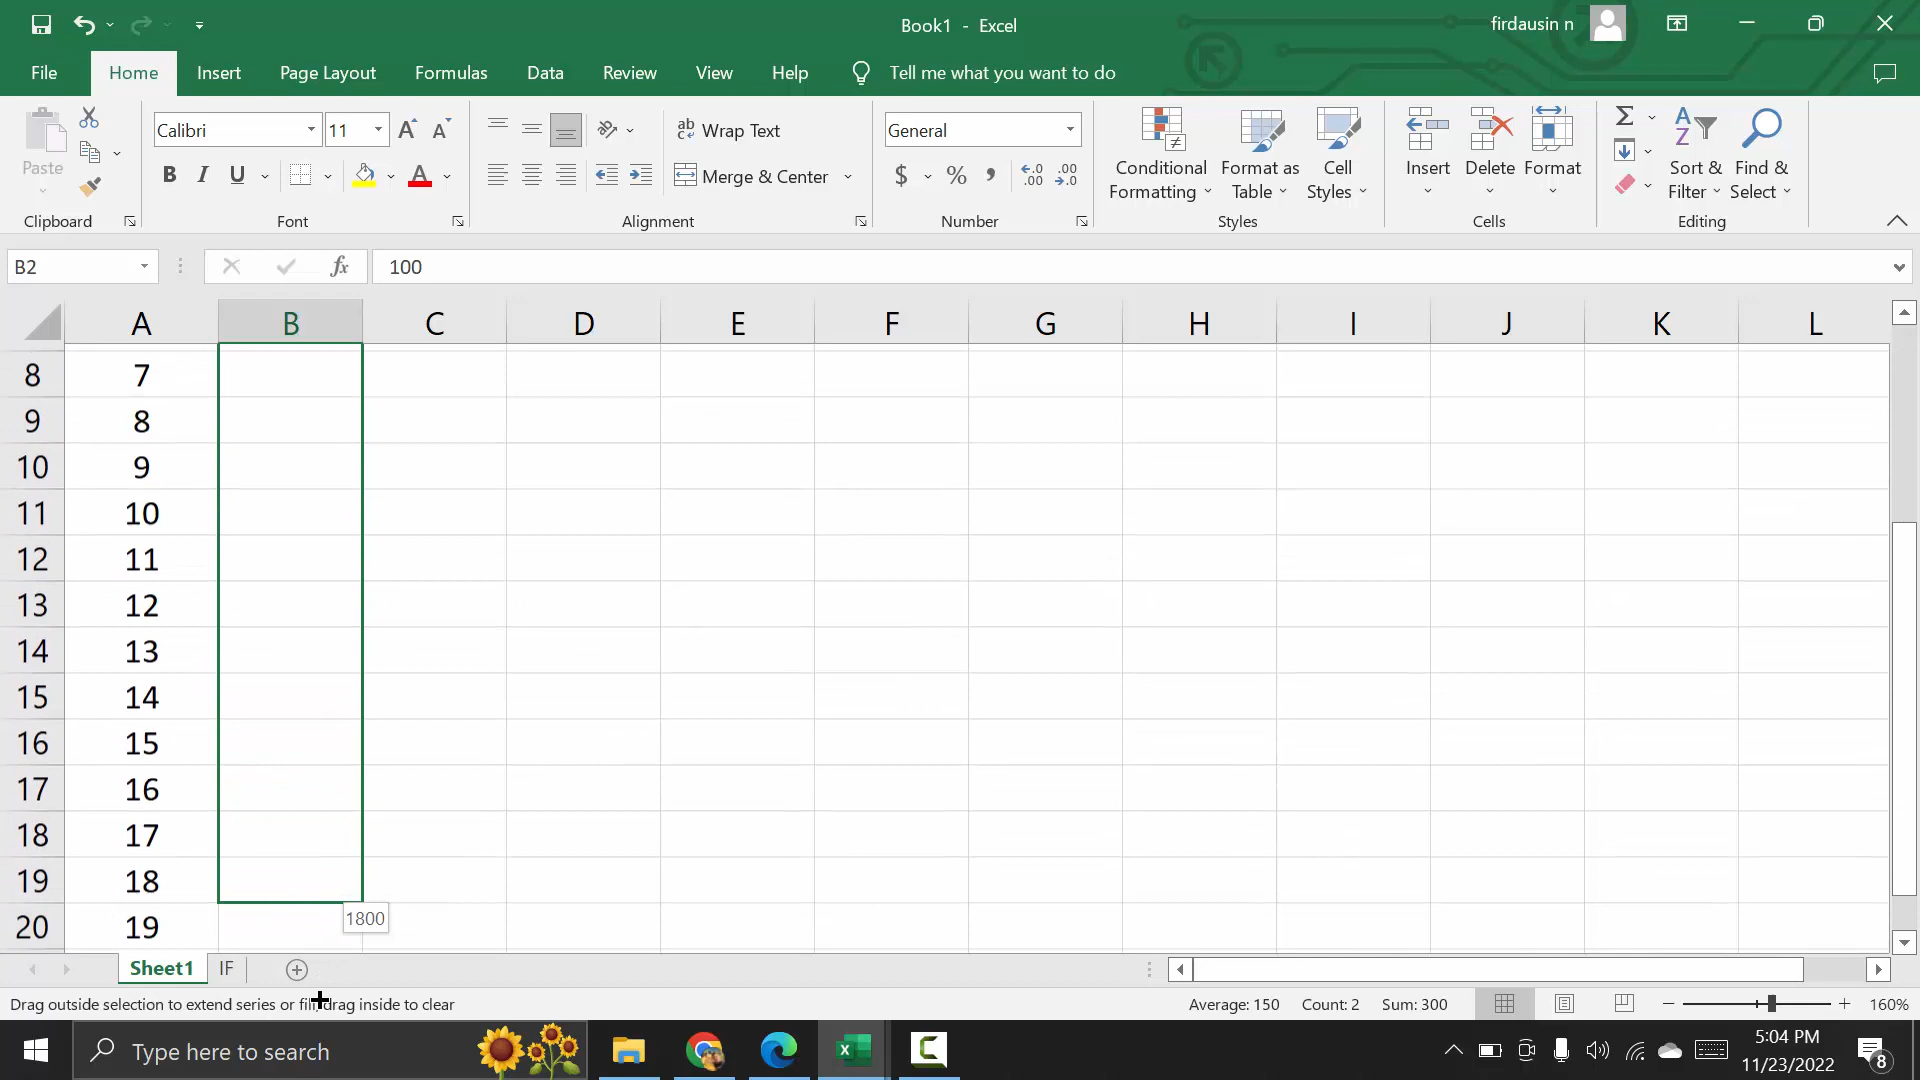 Book1 - Excel
firdausin n
File Home Insert Page Layout Formulas Data Review View Help Tell me what you want to do
Paste
Clipboard
Calibri 11
B I U
Font
Wrap Text
Merge & Center
Alignment
General
$ % ,
Number
Conditional Formatting
Format as Table
Cell Styles
Styles
Insert
Delete
Format
Cells
Sort & Filter
Find & Select
Editing
B2 fx 100
A B C D E F G H I J K L
8 7
9 8
10 9
11 10
12 11
13 12
14 13
15 14
16 15
17 16
18 17
19 18
1800
20 19
Sheet1 IF
Drag outside selection to extend series or fill; drag inside to clear
Average: 150 Count: 2 Sum: 300
160%
Type here to search
5:04 PM
11/23/2022
8